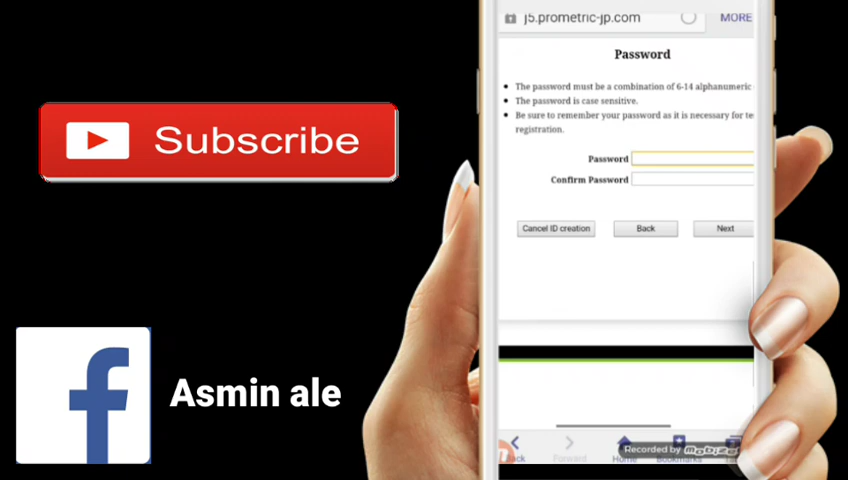 Subscribe
Asmin ale
j5.prometric-jp.com
MORE
Password
The password must be a combination of 6-14 alphanumeric
The password is case sensitive.
Be sure to remember your password as it is necessary for
registration.
Password
Confirm Password
Cancel ID creation
Back
Next
Back
Forward
Home
Bookmarks
Recorded by